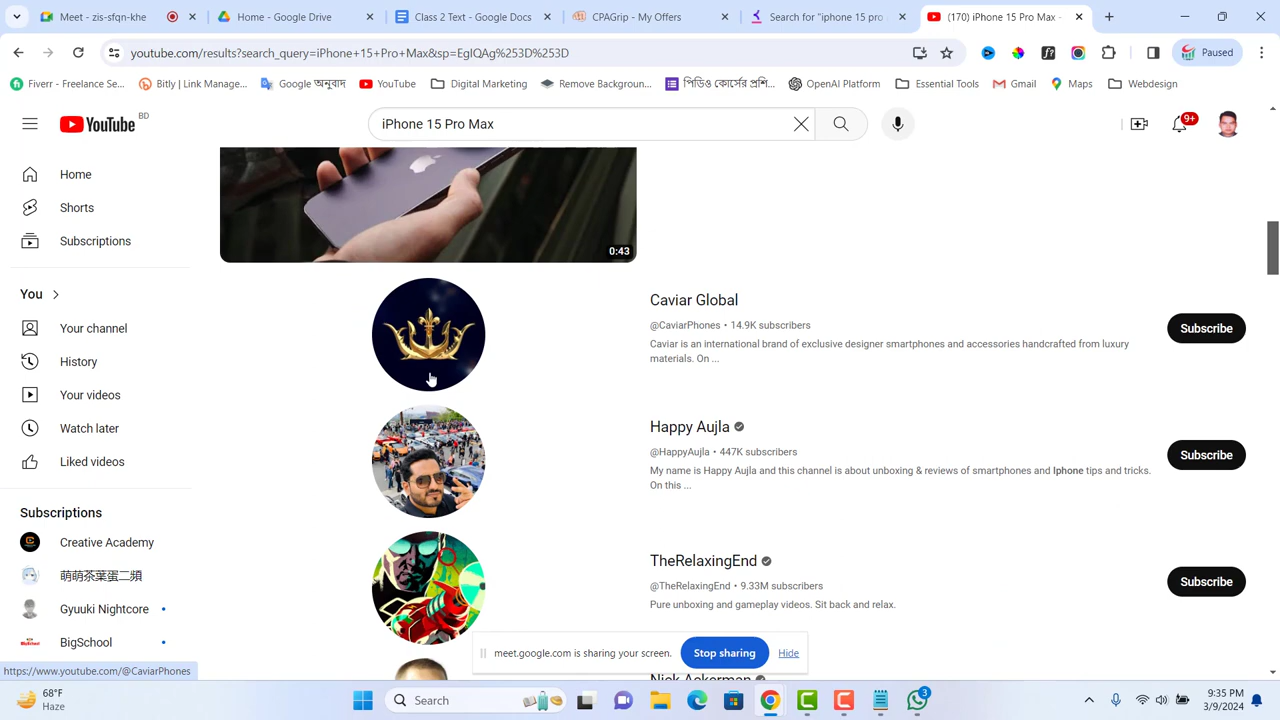 Meet - zis-sfqn-khe
Home - Google Drive
Class 2 Text - Google Docs
CPAGrip - My Offers
Search for "iphone 15 pro
(170) iPhone 15 Pro Max -
youtube.com/results?search_query=iPhone+15+Pro+Max&sp=EgIQAg%253D%253D
Paused
Fiverr - Freelance Se...
Bitly | Link Manage...
Google অনুবাদ
YouTube
Digital Marketing
Remove Background...
পিডিও কোর্সের প্রশি...
OpenAI Platform
Essential Tools
Gmail
Maps
Webdesign
YouTube BD
iPhone 15 Pro Max
9+
Home
Shorts
Subscriptions
You
Your channel
History
Your videos
Watch later
Liked videos
Subscriptions
Creative Academy
萌萌茶葉蛋二頻
Gyuuki Nightcore
BigSchool
0:43
Caviar Global
@CaviarPhones • 14.9K subscribers
Caviar is an international brand of exclusive designer smartphones and accessories handcrafted from luxury
materials. On ...
Subscribe
Happy Aujla
@HappyAujla • 447K subscribers
My name is Happy Aujla and this channel is about unboxing & reviews of smartphones and Iphone tips and tricks.
On this ...
Subscribe
TheRelaxingEnd
@TheRelaxingEnd • 9.33M subscribers
Pure unboxing and gameplay videos. Sit back and relax.
Subscribe
Nick Ackerman
meet.google.com is sharing your screen.
Stop sharing
Hide
https://www.youtube.com/@CaviarPhones
68°F
Haze
Search
3
9:35 PM
3/9/2024